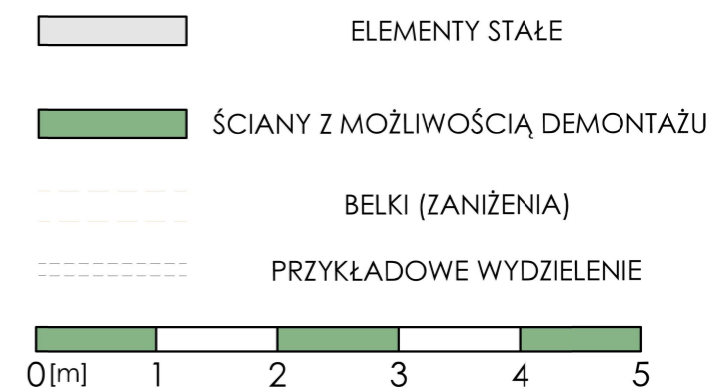 ELEMENTY STAŁE
ŚCIANY Z MOŻLIWOŚCIĄ DEMONTAŻU
BELKI (ZANIŻENIA)
PRZYKŁADOWE WYDZIELENIE
0[m] 1 2 3 4 5